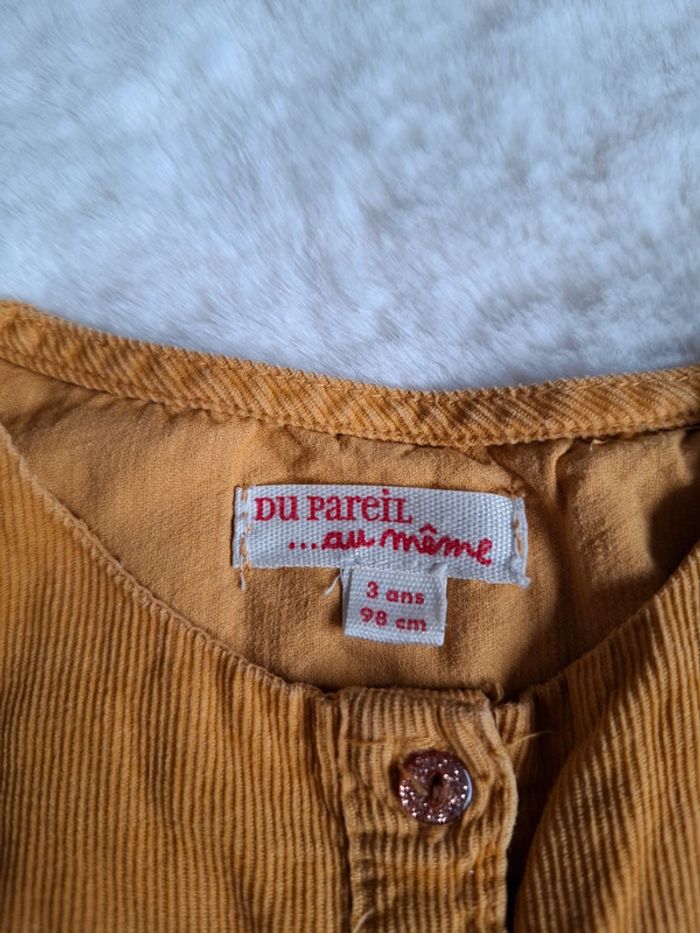 DU PAREIL
...au même
3 ans
98 cm